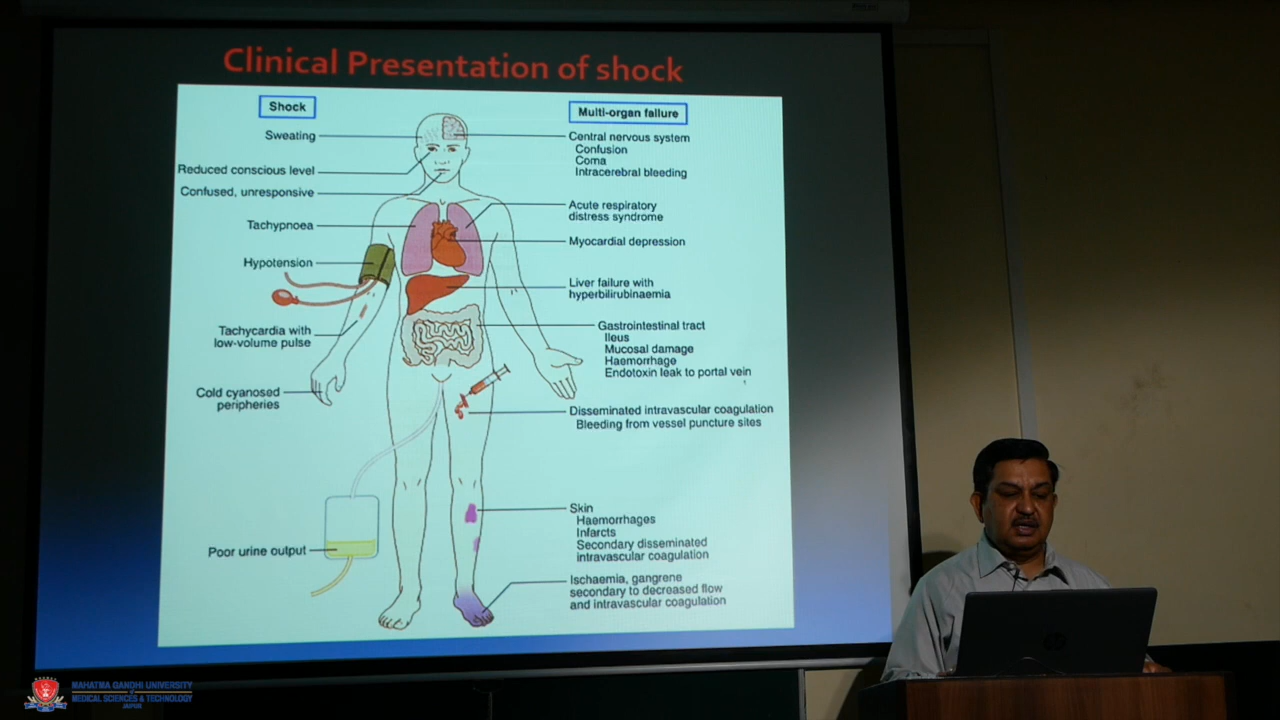 Clinical Presentation of shock
Shock
Sweating
Reduced conscious level
Confused, unresponsive
Tachypnoea
Hypotension
Tachycardia with
low-volume pulse
Cold cyanosed
peripheries
Poor urine output
Multi-organ failure
Central nervous system
Confusion
Coma
Intracerebral bleeding
Acute respiratory
distress syndrome
Myocardial depression
Liver failure with
hyperbilirubinaemia
Gastrointestinal tract
Ileus
Mucosal damage
Haemorrhage
Endotoxin leak to portal vein
Disseminated intravascular coagulation
Bleeding from vessel puncture sites
Skin
Haemorrhages
Infarcts
Secondary disseminated
intravascular coagulation
Ischaemia, gangrene
secondary to decreased flow
and intravascular coagulation
MAHATMA GANDHI UNIVERSITY
of
MEDICAL SCIENCES & TECHNOLOGY
JAIPUR